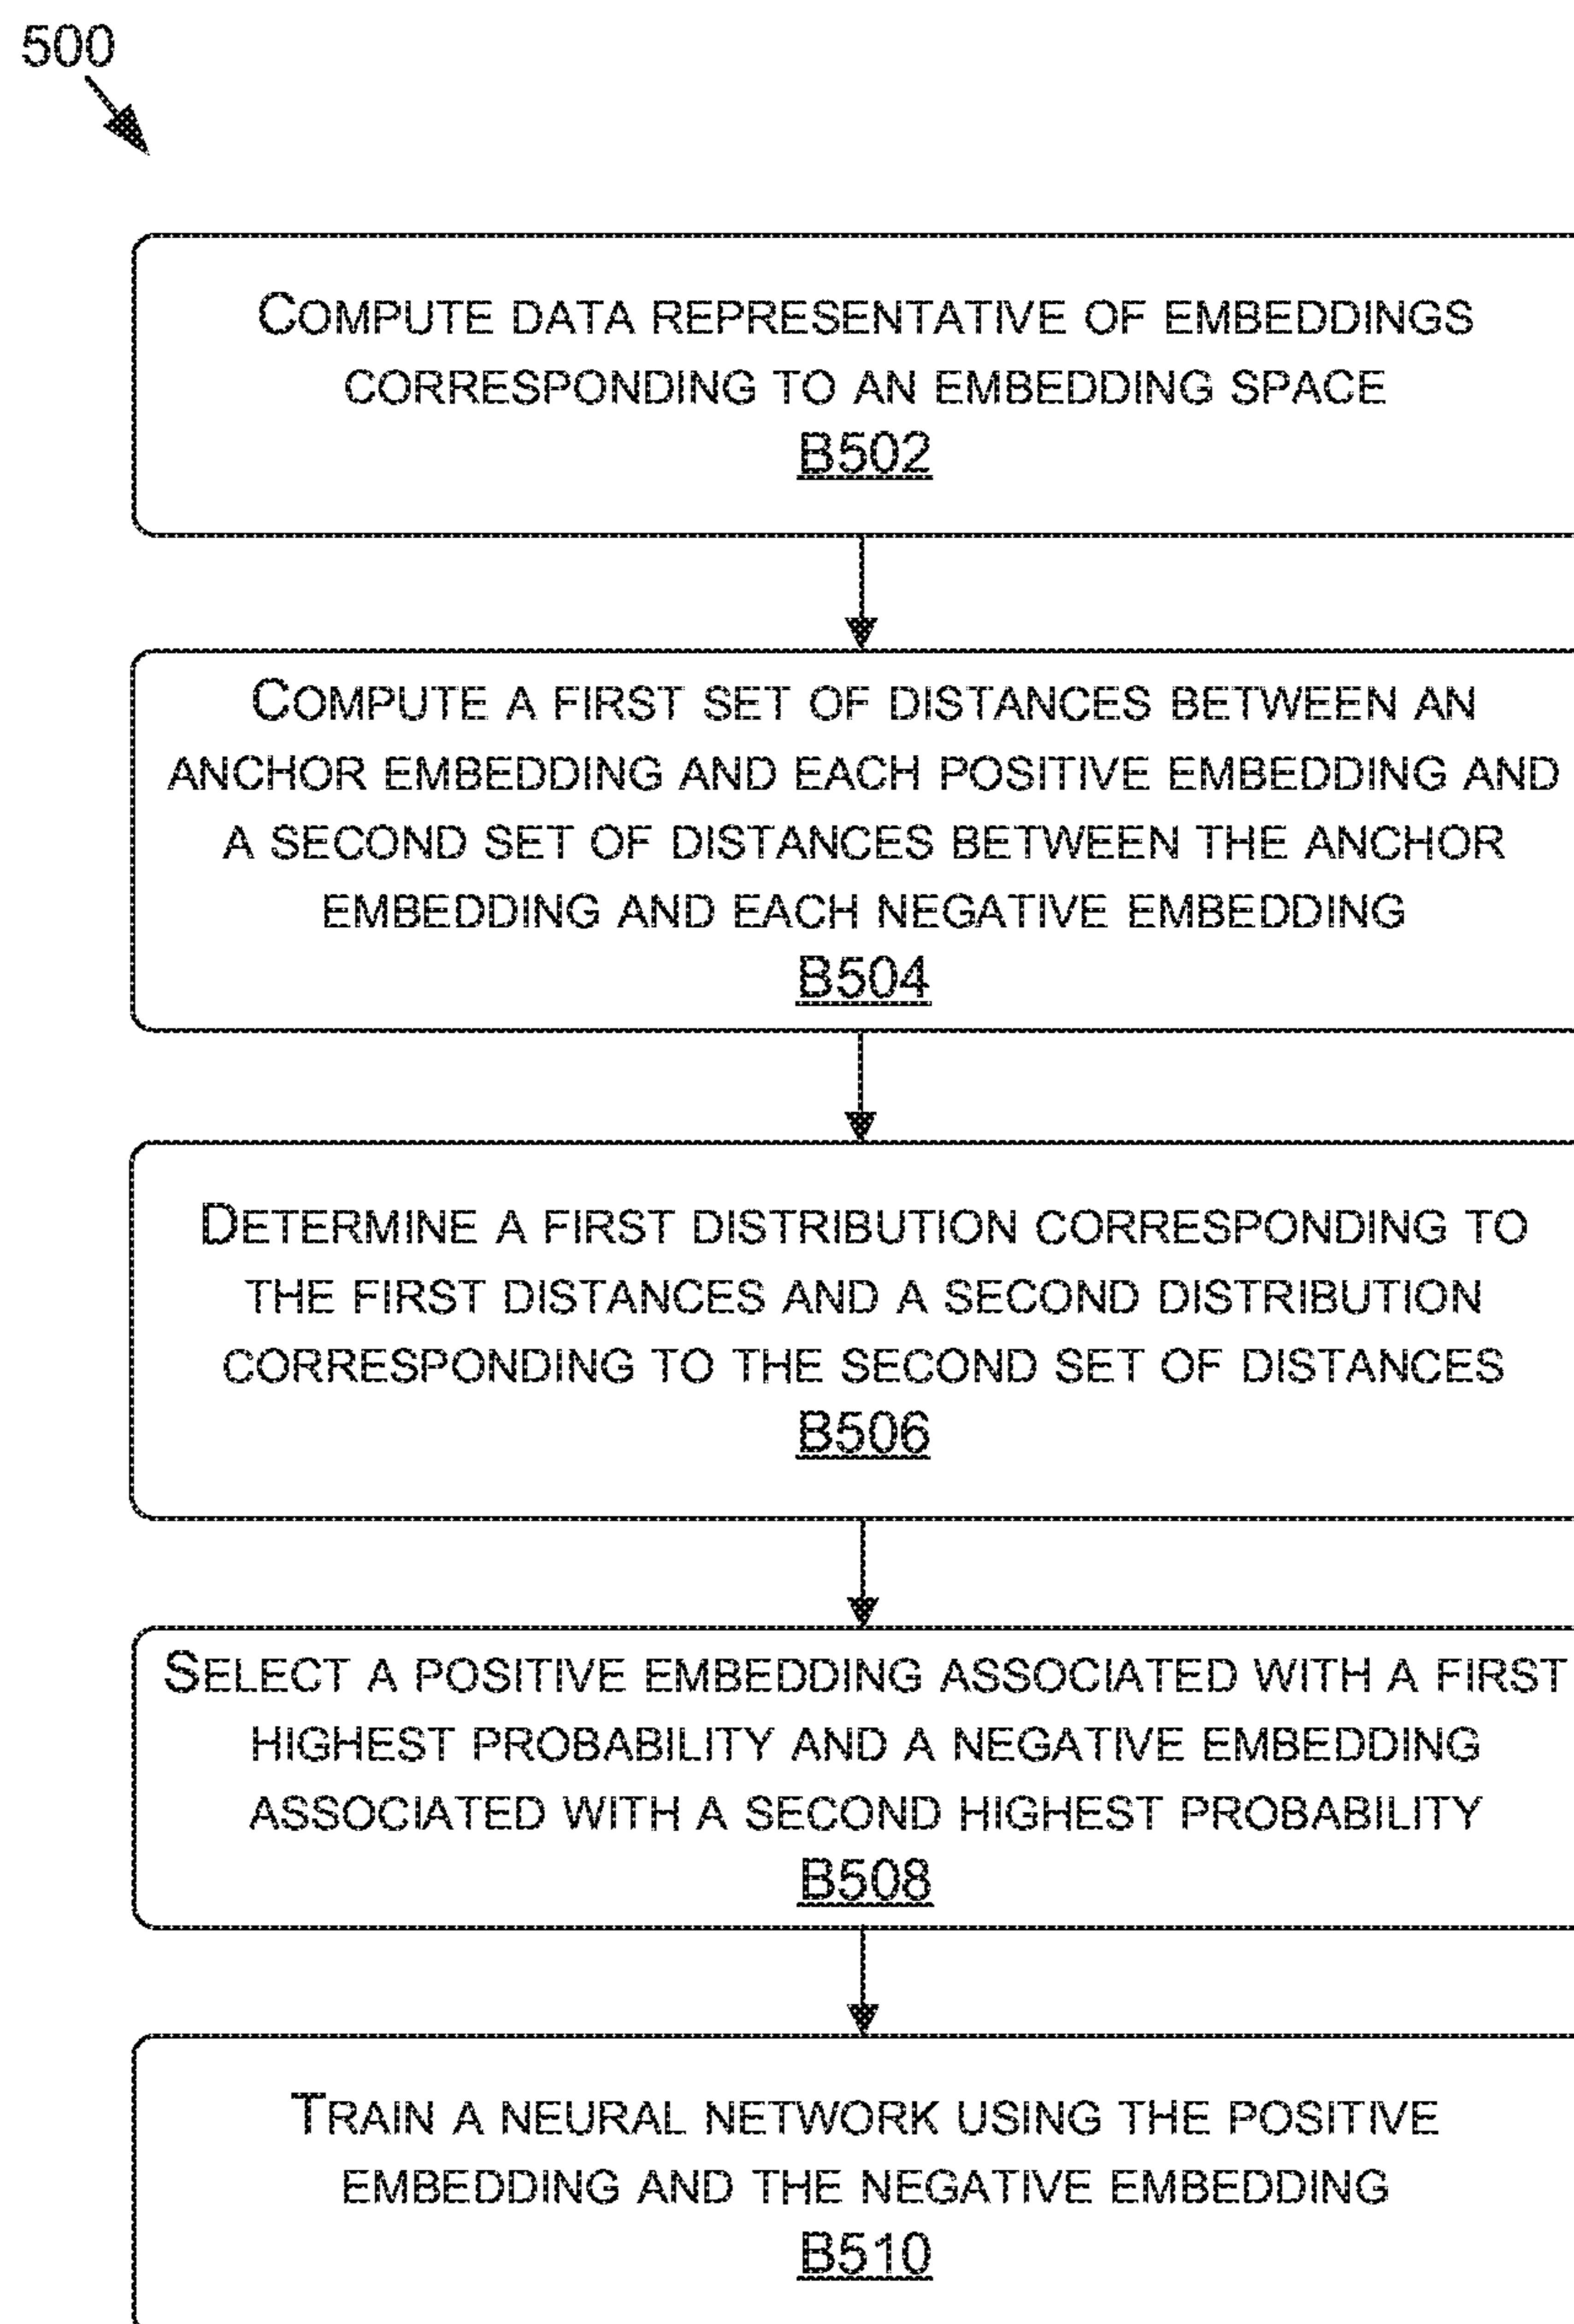 500
COMPUTE DATA REPRESENTATIVE OF EMBEDDINGS
CORRESPONDING TO AN EMBEDDING SPACE
B502
COMPUTE A FIRST SET OF DISTANCES BETWEEN AN
ANCHOR EMBEDDING AND EACH POSITIVE EMBEDDING AND
A SECOND SET OF DISTANCES BETWEEN THE ANCHOR
EMBEDDING AND EACH NEGATIVE EMBEDDING
B504
DETERMINE A FIRST DISTRIBUTION CORRESPONDING TO
THE FIRST DISTANCES AND A SECOND DISTRIBUTION
CORRESPONDING TO THE SECOND SET OF DISTANCES
B506
SELECT A POSITIVE EMBEDDING ASSOCIATED WITH A FIRST
HIGHEST PROBABILITY AND A NEGATIVE EMBEDDING
ASSOCIATED WITH A SECOND HIGHEST PROBABILITY
B508
TRAIN A NEURAL NETWORK USING THE POSITIVE
EMBEDDING AND THE NEGATIVE EMBEDDING
B510